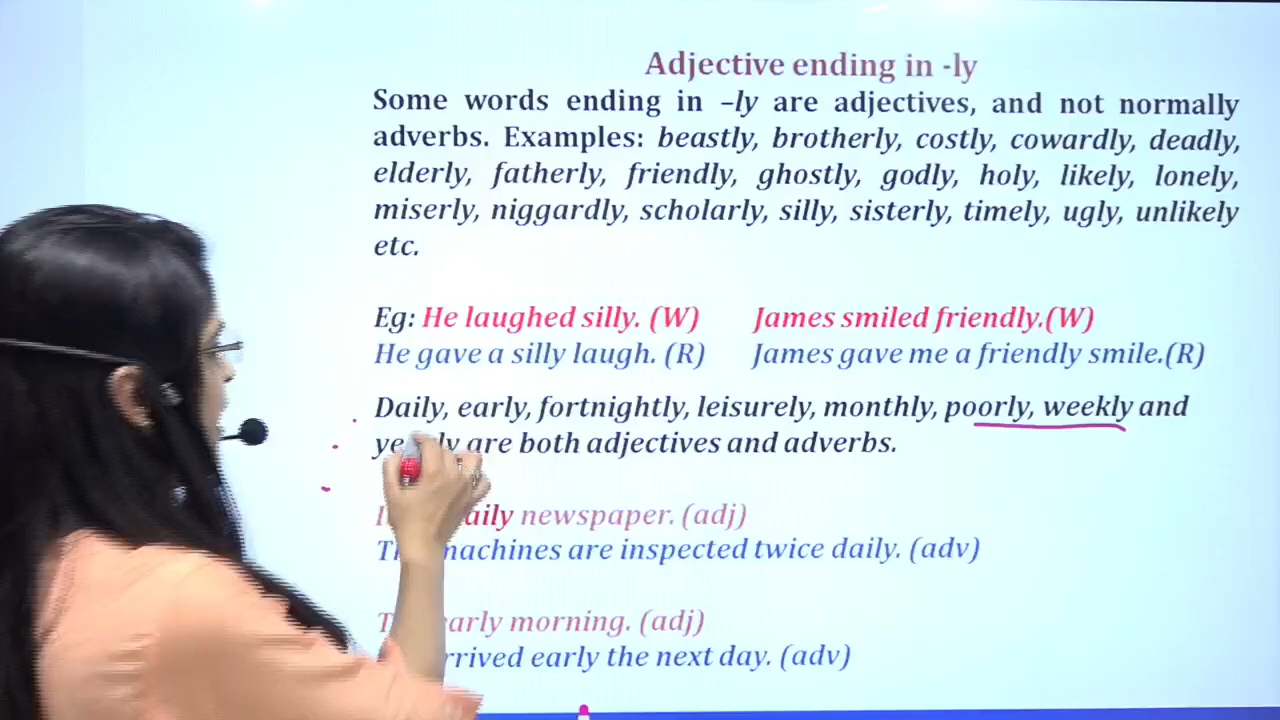 Adjective ending in -ly
Some words ending in –ly are adjectives, and not normally
adverbs. Examples: beastly, brotherly, costly, cowardly, deadly,
elderly, fatherly, friendly, ghostly, godly, holy, likely, lonely,
miserly, niggardly, scholarly, silly, sisterly, timely, ugly, unlikely
etc.
Eg: He laughed silly. (W) James smiled friendly.(W)
He gave a silly laugh. (R) James gave me a friendly smile.(R)
Daily, early, fortnightly, leisurely, monthly, poorly, weekly and
are both adjectives and adverbs.
newspaper. (adj)
machines are inspected twice daily. (adv)
morning. (adj)
early the next day. (adv)